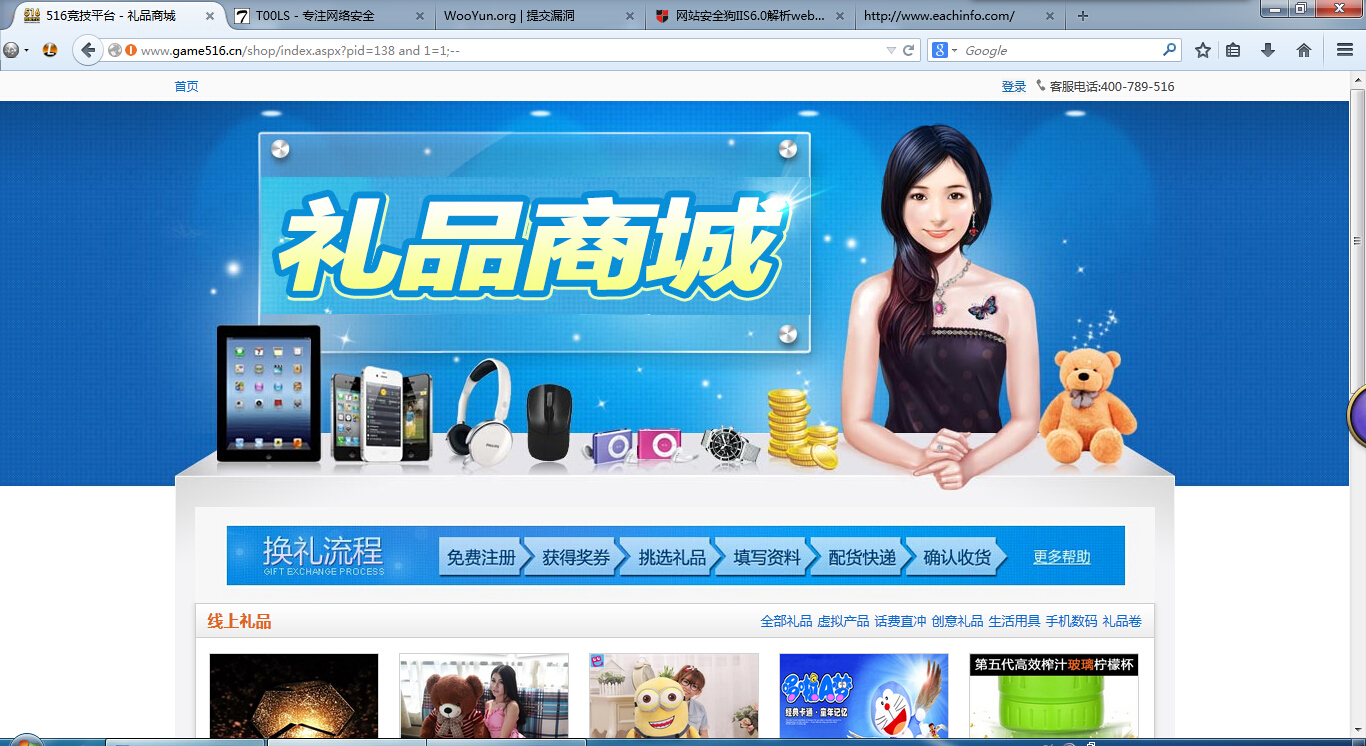 516竞技平台 - 礼品商城
T00LS - 专注网络安全
WooYun.org | 提交漏洞
网站安全狗IIS6.0解析web...
http://www.eachinfo.com/
www.game516.cn/shop/index.aspx?pid=138 and 1=1;--
Google
首页
登录 客服电话:400-789-516
礼品商城
PHILIPS
换礼流程
GIFT EXCHANGE PROCESS
免费注册 获得奖券 挑选礼品 填写资料 配货快递 确认收货 更多帮助
线上礼品
全部礼品 虚拟产品 话费直冲 创意礼品 生活用具 手机数码 礼品卷
哆啦A梦
经典卡通·童年记忆
第五代高效榨汁玻璃柠檬杯